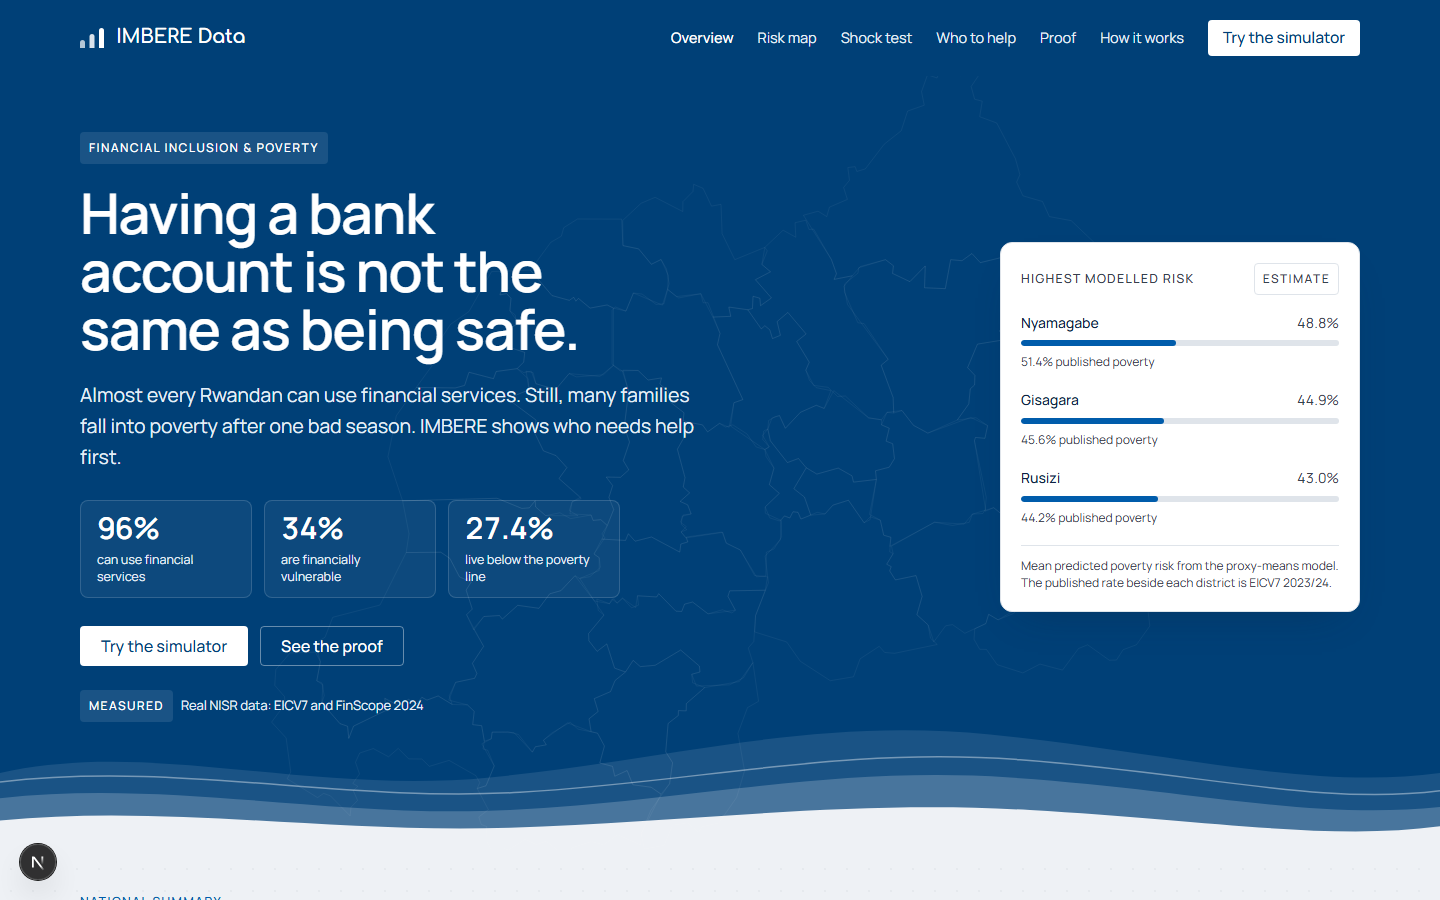 IMBERE Data
Overview
Risk map
Shock test
Who to help
Proof
How it works
Try the simulator
FINANCIAL INCLUSION & POVERTY
Having a bank
account is not the
same as being safe.
Almost every Rwandan can use financial services. Still, many families
fall into poverty after one bad season. IMBERE shows who needs help
first.
96%
can use financial
services
34%
are financially
vulnerable
27.4%
live below the poverty
line
Try the simulator
See the proof
MEASURED
Real NISR data: EICV7 and FinScope 2024
HIGHEST MODELLED RISK
ESTIMATE
Nyamagabe
48.8%
51.4% published poverty
Gisagara
44.9%
45.6% published poverty
Rusizi
43.0%
44.2% published poverty
Mean predicted poverty risk from the proxy-means model.
The published rate beside each district is EICV7 2023/24.
N
NATIONAL SUMMARY